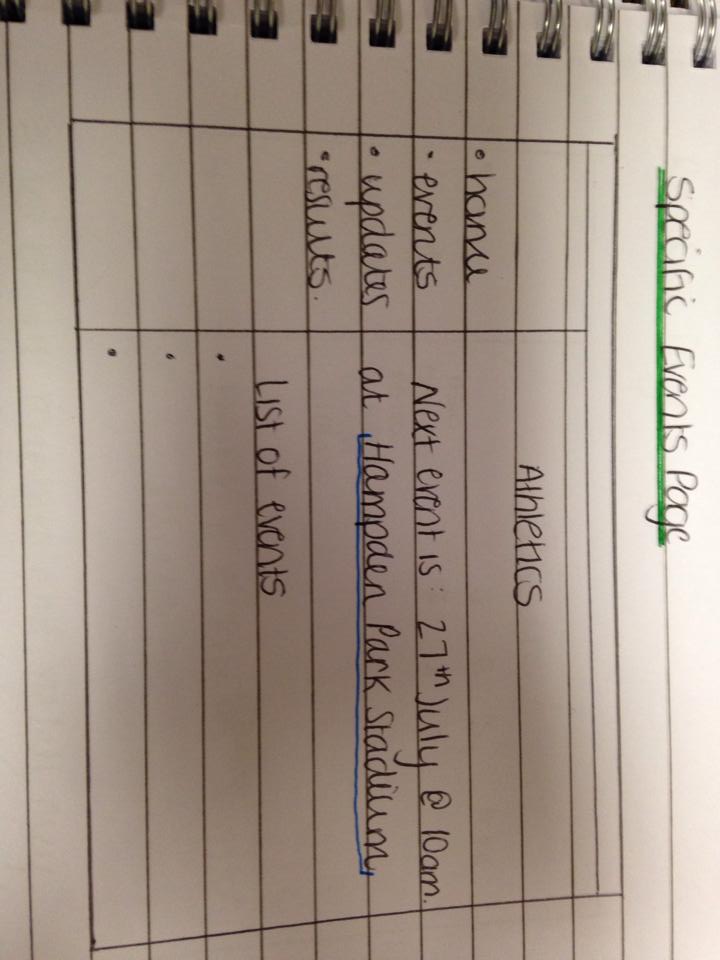 Specific Events Page
Athletics
• home
• events
• updates
• results.
Next event is : 27th July @ 10am.
at Hampden Park Stadium
List of events
•
•
•